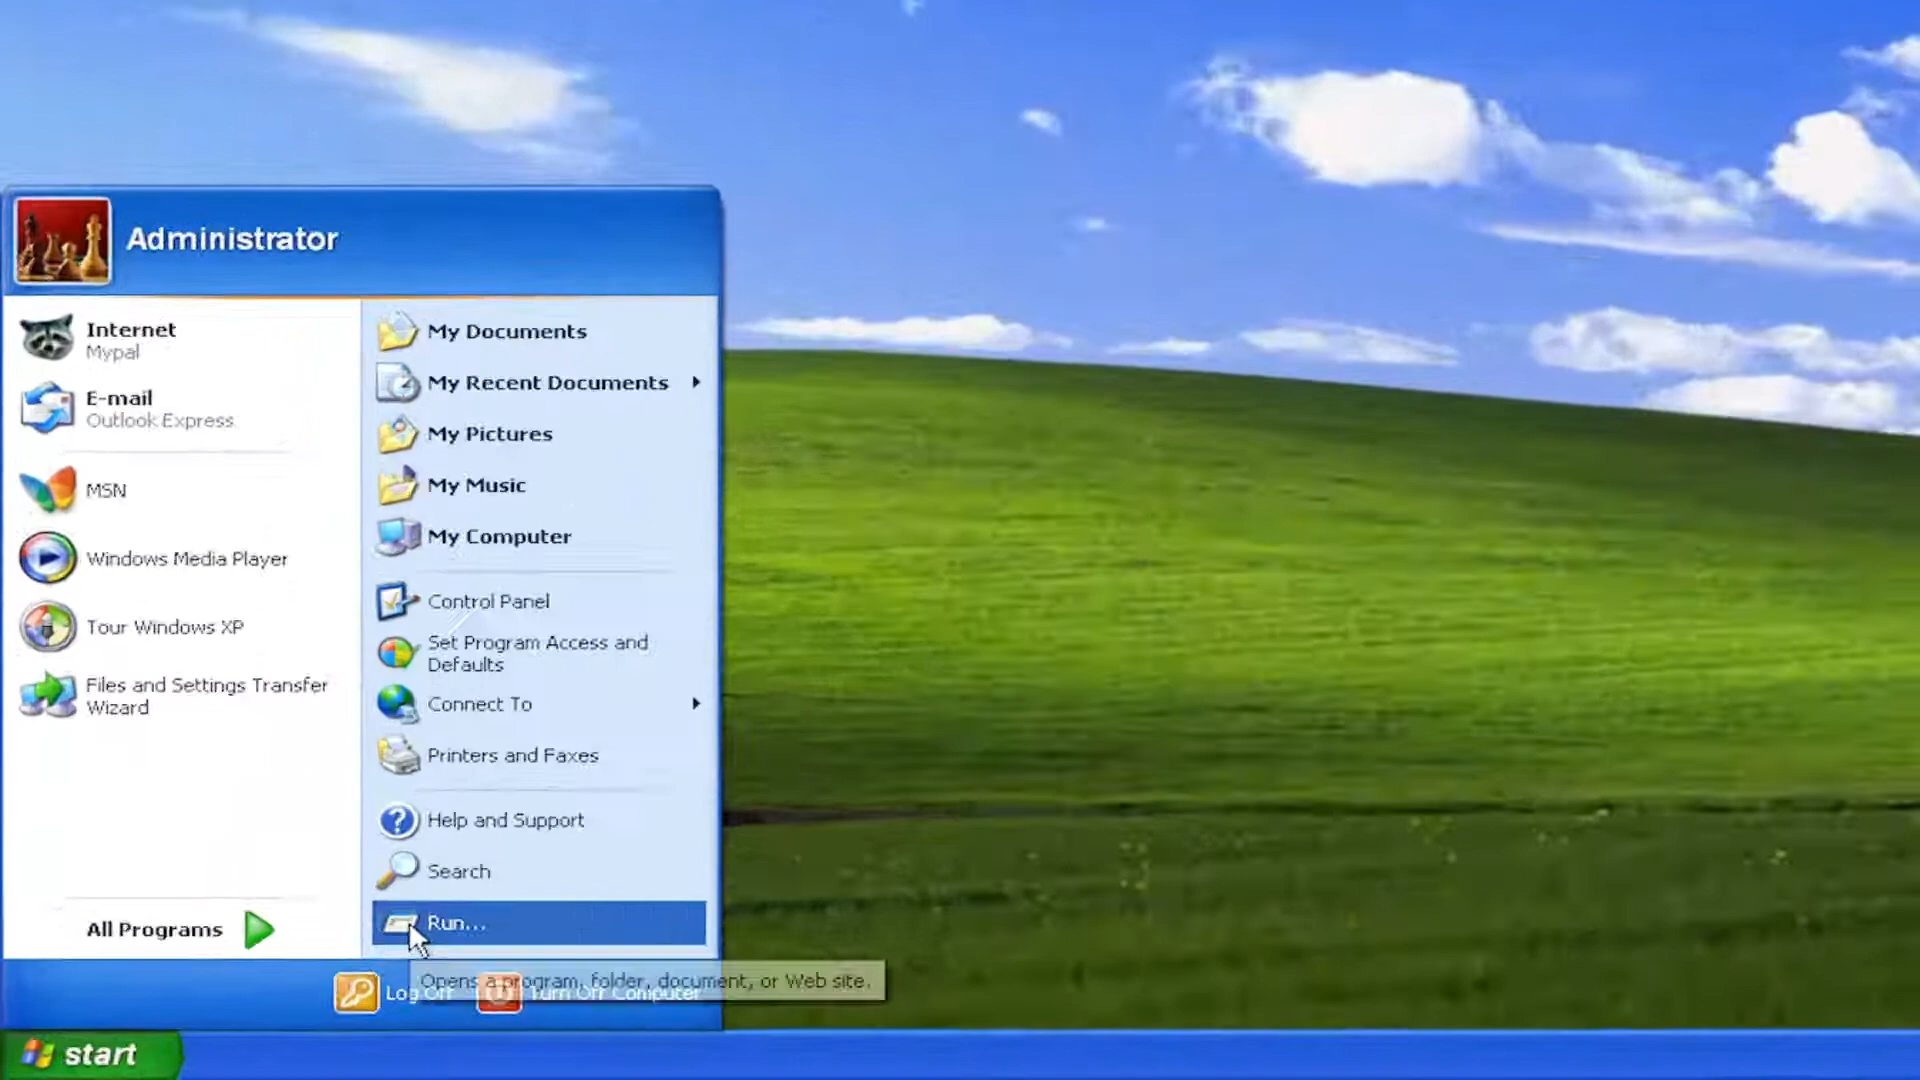 Administrator
Internet
Mypal
E-mail
Outlook Express
MSN
Windows Media Player
Tour Windows XP
Files and Settings Transfer
Wizard
All Programs
My Documents
My Recent Documents
My Pictures
My Music
My Computer
Control Panel
Set Program Access and
Defaults
Connect To
Printers and Faxes
Help and Support
Search
Run...
Opens a program, folder, document, or Web site.
Log Off
Turn Off Computer
start